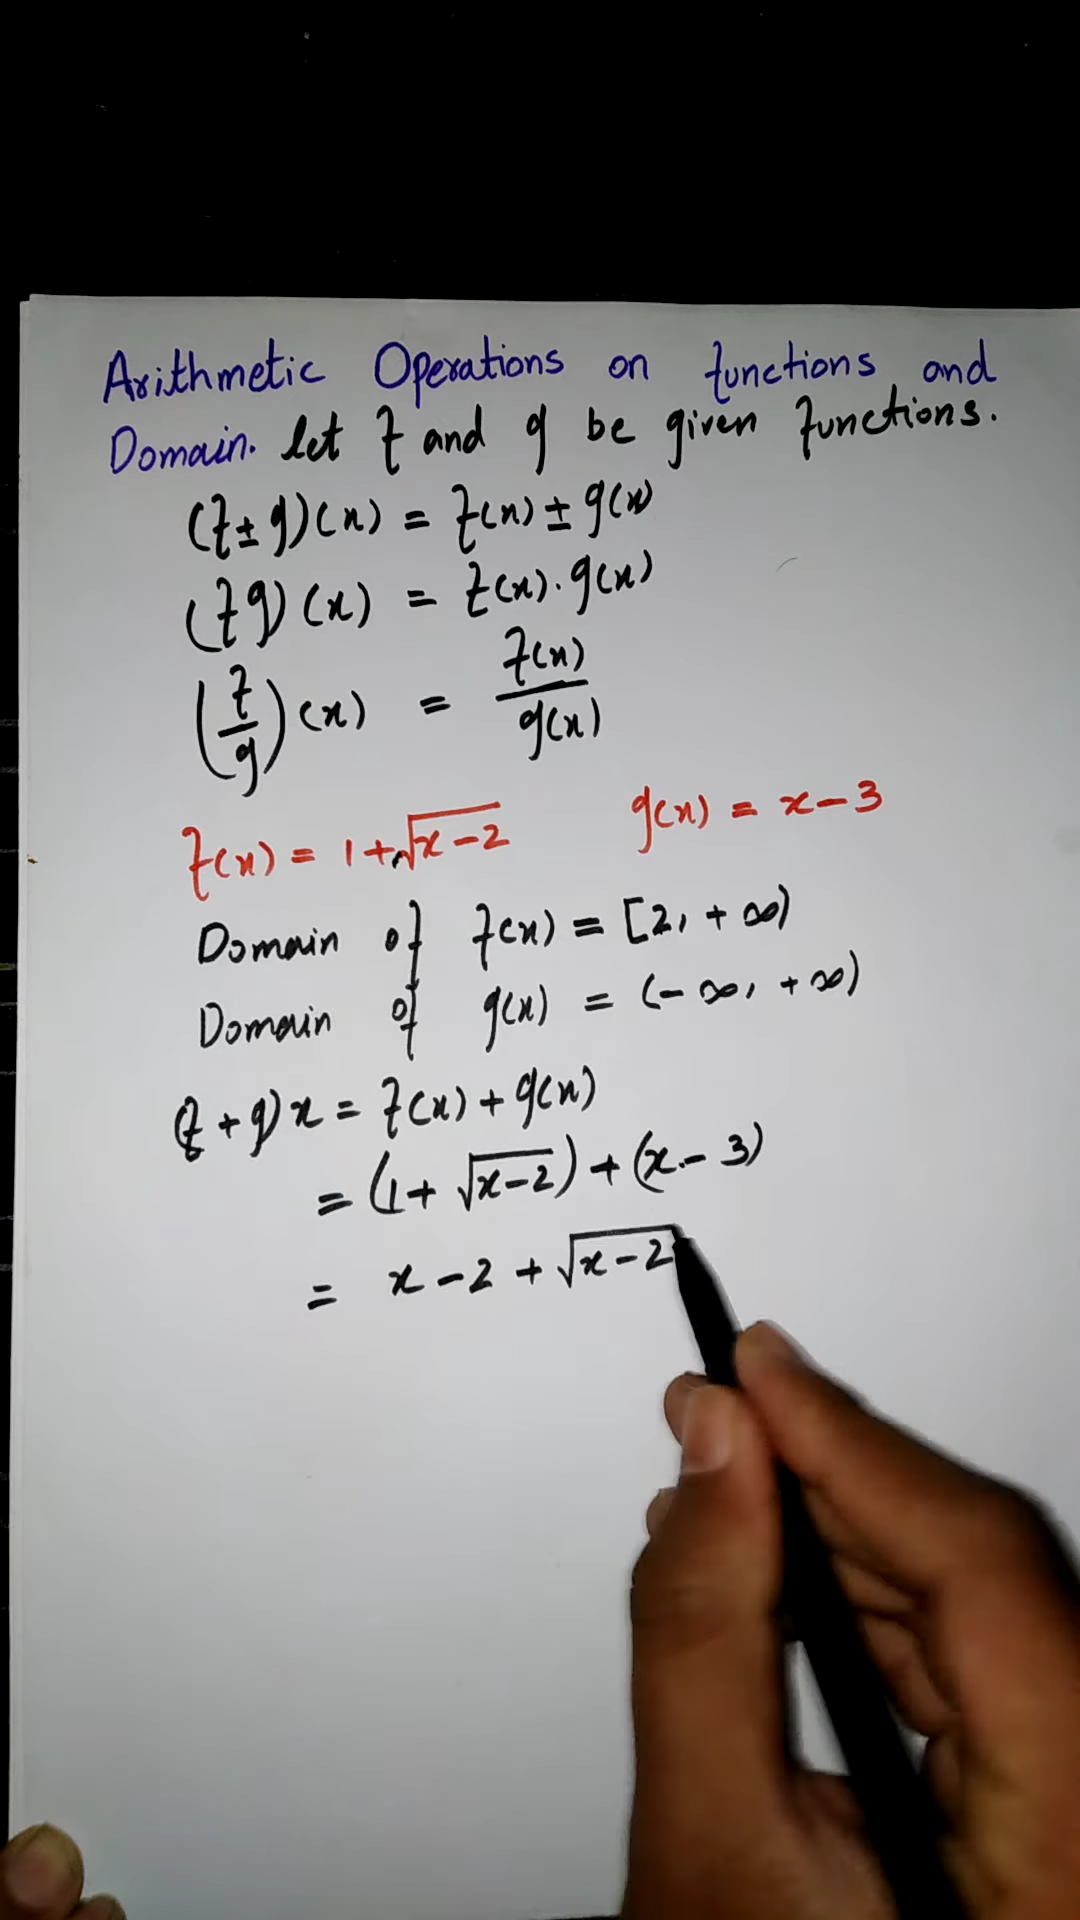 Arithmetic Operations on functions and
Domain. let f and g be given functions.
(f ± g)(x) = f(x) ± g(x)
(fg)(x) = f(x) . g(x)
(f/g)(x) = f(x)/g(x)
f(x) = 1 + √(x-2) g(x) = x - 3
Domain of f(x) = [2, +∞)
Domain of g(x) = (-∞, +∞)
(f + g)x = f(x) + g(x)
= (1 + √(x-2)) + (x - 3)
= x - 2 + √(x-2)